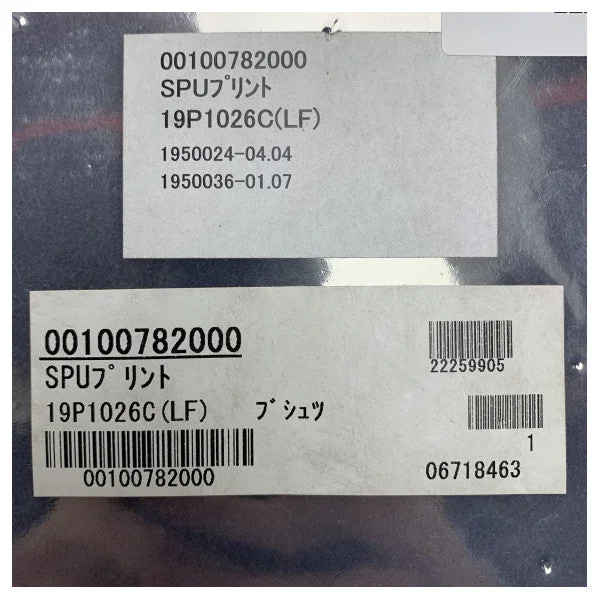 00100782000
SPUﾌﾟリント
19P1026C(LF)
1950024-04.04
1950036-01.07
00100782000
SPUﾌﾟﾘﾝﾄ
19P1026C(LF) ﾌﾞｼｭﾂ
22259905
1
00100782000
06718463